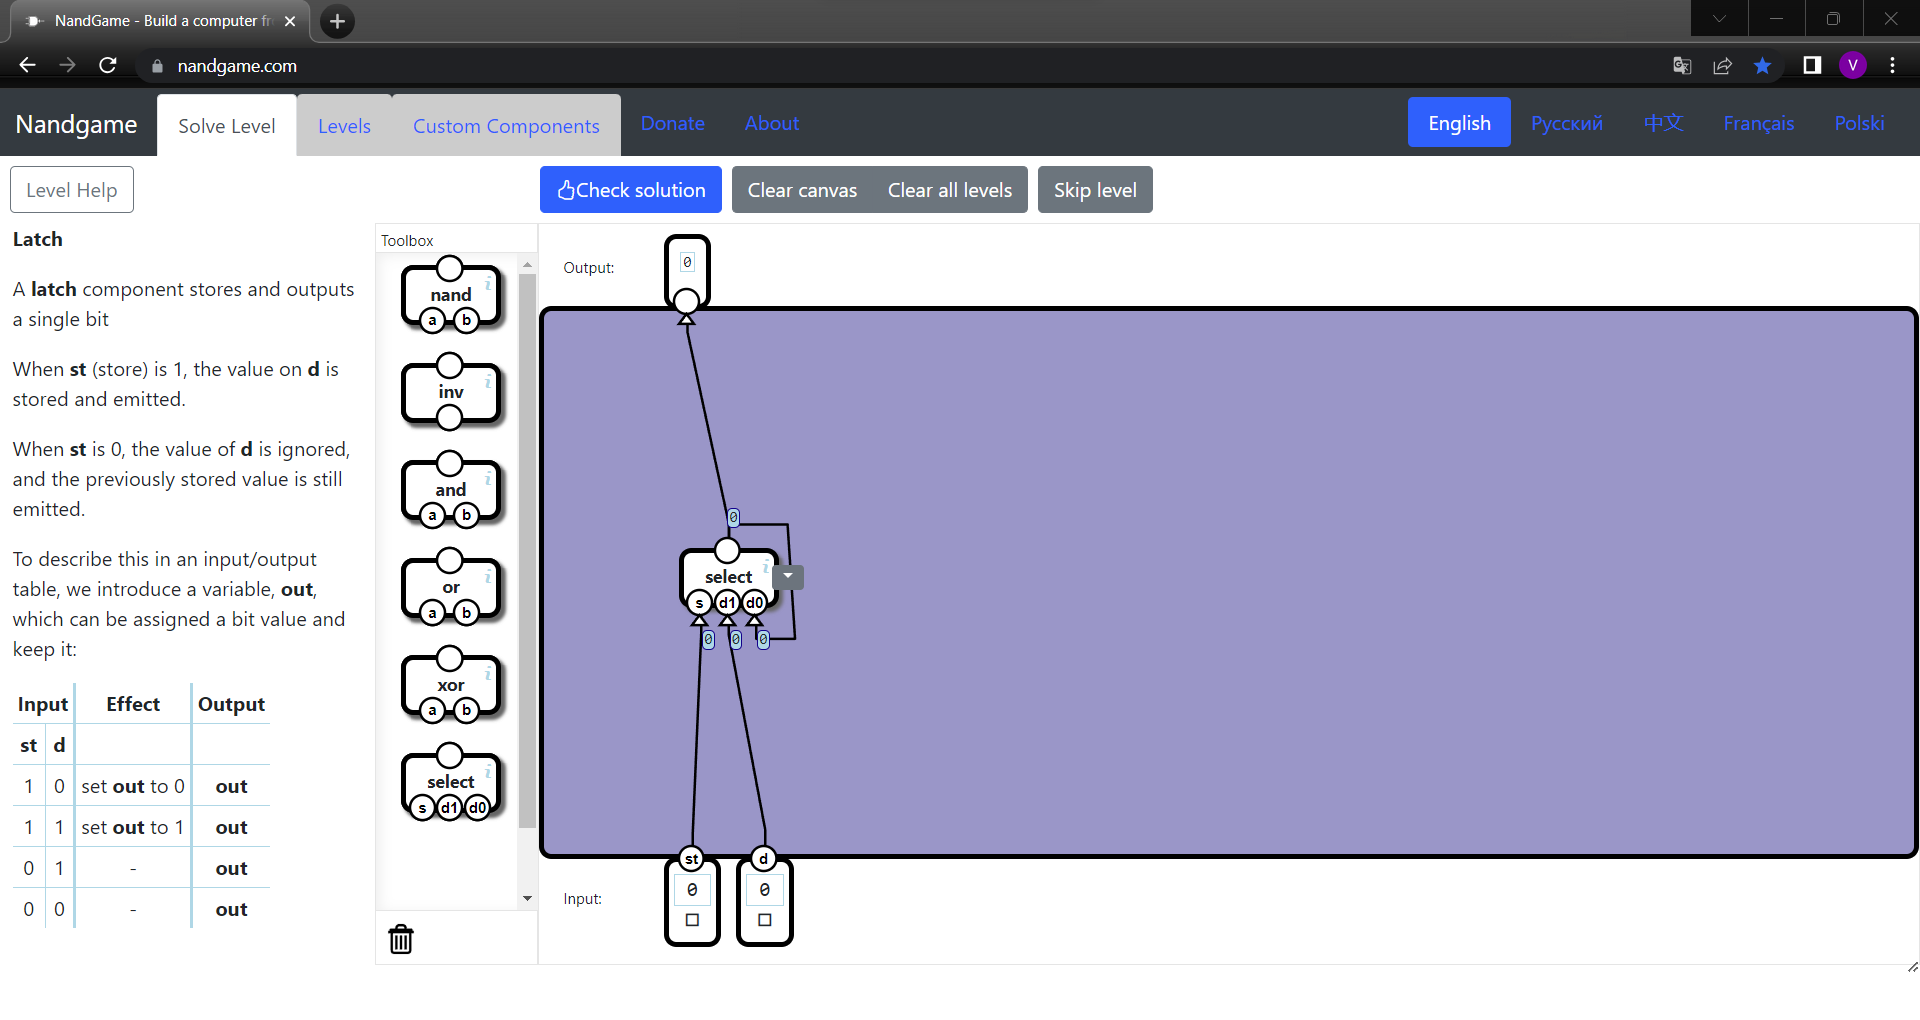 NandGame - Build a computer fr
nandgame.com
V
Nandgame
Solve Level
Levels
Custom Components
Donate
About
English
Русский
中文
Français
Polski
Level Help
Check solution
Clear canvas
Clear all levels
Skip level
Latch
A latch component stores and outputs
a single bit
When st (store) is 1, the value on d is
stored and emitted.
When st is 0, the value of d is ignored,
and the previously stored value is still
emitted.
To describe this in an input/output
table, we introduce a variable, out,
which can be assigned a bit value and
keep it:
Input Effect Output
st d
1 0 set out to 0 out
1 1 set out to 1 out
0 1 - out
0 0 - out
Toolbox
nand
i
a b
inv
i
and
i
a b
or
i
a b
xor
i
a b
select
i
s d1 d0
Output:
0
0
select
i
s d1 d0
0 0 0
st d
Input:
0 0